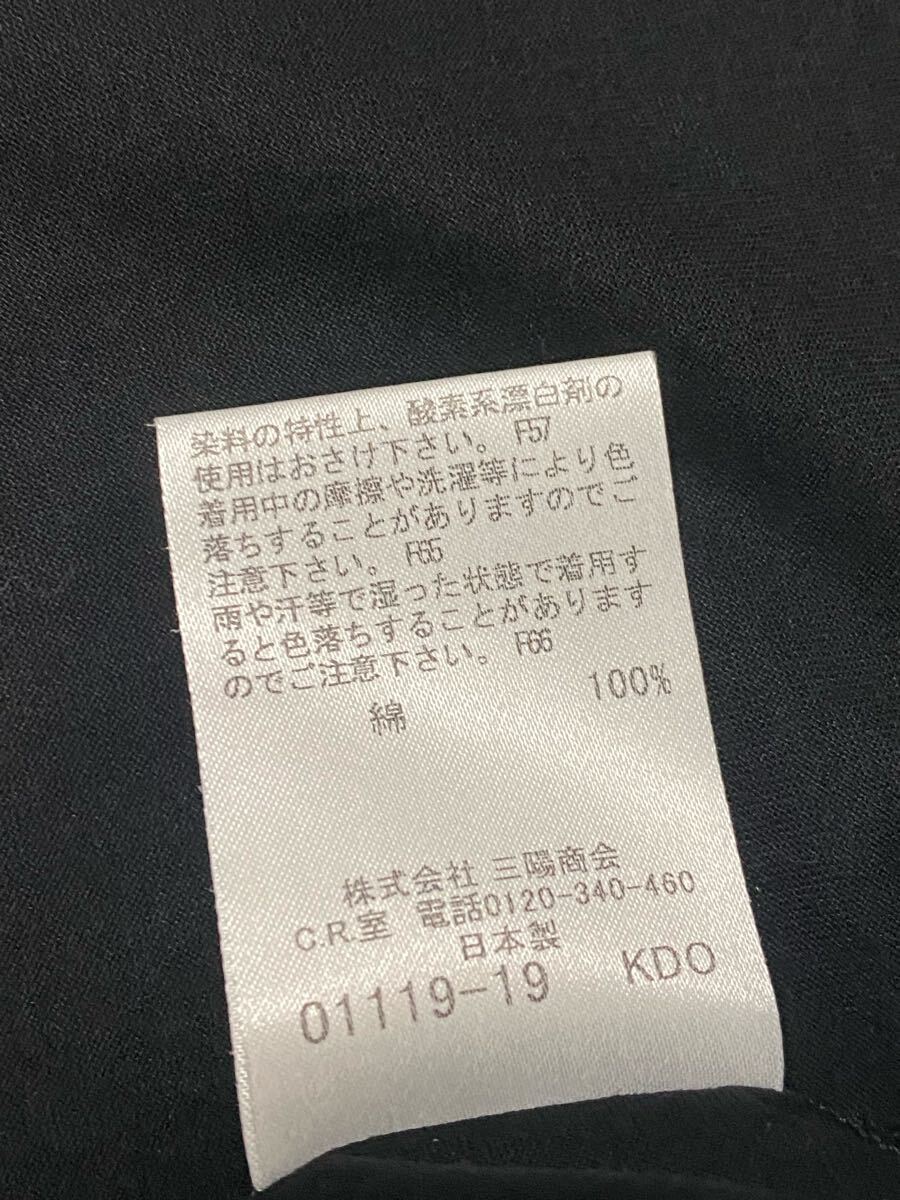 染料の特性上、酸素系漂白剤の
使用はおさけ下さい。 F57
着用中の摩擦や洗濯等により色
落ちすることがありますのでご
注意下さい。 F65
雨や汗等で湿った状態で着用す
ると色落ちすることがあります
のでご注意下さい。 F66
綿 100%
株式会社 三陽商会
C.R.室 電話0120-340-460
日本製
01119-19 KDO